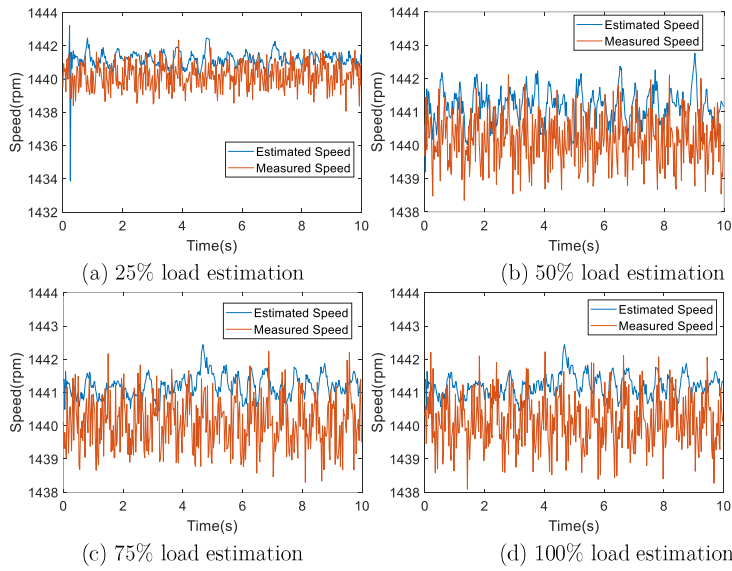 1444
1442
1440
1438
1436
1434
1432
Speed(rpm)
Estimated Speed
Measured Speed
0 2 4 6 8 10
Time(s)
(a) 25% load estimation
1444
1443
1442
1441
1440
1439
1438
Speed(rpm)
Estimated Speed
Measured Speed
0 2 4 6 8 10
Time(s)
(b) 50% load estimation
1444
1443
1442
1441
1440
1439
1438
Speed(rpm)
Estimated Speed
Measured Speed
0 2 4 6 8 10
Time(s)
(c) 75% load estimation
1444
1443
1442
1441
1440
1439
1438
Speed(rpm)
Estimated Speed
Measured Speed
0 2 4 6 8 10
Time(s)
(d) 100% load estimation